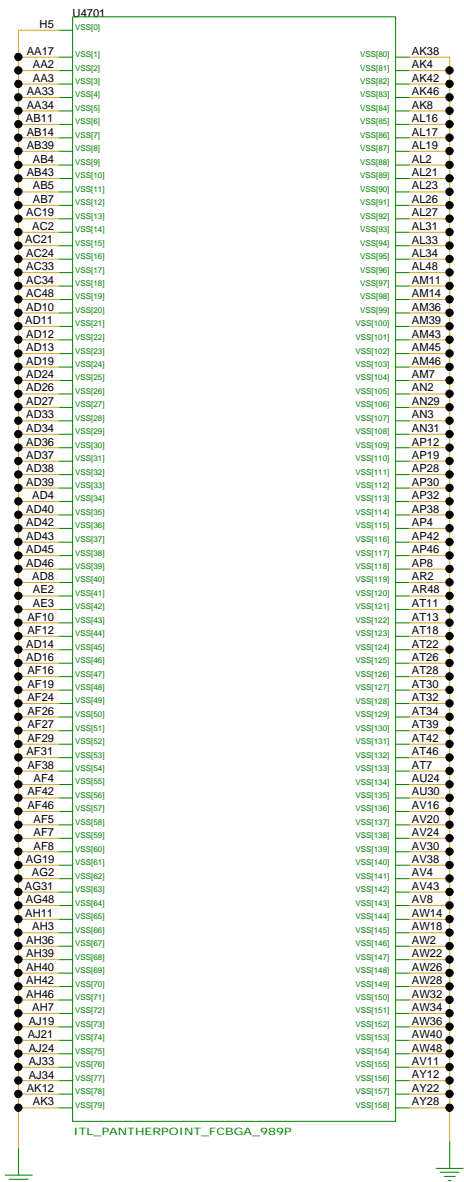 U4701
H5 VSS[0]
AA17 VSS[1] VSS[80] AK38
AA2 VSS[2] VSS[81] AK4
AA3 VSS[3] VSS[82] AK42
AA33 VSS[4] VSS[83] AK46
AA34 VSS[5] VSS[84] AK8
AB11 VSS[6] VSS[85] AL16
AB14 VSS[7] VSS[86] AL17
AB39 VSS[8] VSS[87] AL19
AB4 VSS[9] VSS[88] AL2
AB43 VSS[10] VSS[89] AL21
AB5 VSS[11] VSS[90] AL23
AB7 VSS[12] VSS[91] AL26
AC19 VSS[13] VSS[92] AL27
AC2 VSS[14] VSS[93] AL31
AC21 VSS[15] VSS[94] AL33
AC24 VSS[16] VSS[95] AL34
AC33 VSS[17] VSS[96] AL48
AC34 VSS[18] VSS[97] AM11
AC48 VSS[19] VSS[98] AM14
AD10 VSS[20] VSS[99] AM36
AD11 VSS[21] VSS[100] AM39
AD12 VSS[22] VSS[101] AM43
AD13 VSS[23] VSS[102] AM45
AD19 VSS[24] VSS[103] AM46
AD24 VSS[25] VSS[104] AM7
AD26 VSS[26] VSS[105] AN2
AD27 VSS[27] VSS[106] AN29
AD33 VSS[28] VSS[107] AN3
AD34 VSS[29] VSS[108] AN31
AD36 VSS[30] VSS[109] AP12
AD37 VSS[31] VSS[110] AP19
AD38 VSS[32] VSS[111] AP28
AD39 VSS[33] VSS[112] AP30
AD4 VSS[34] VSS[113] AP32
AD40 VSS[35] VSS[114] AP38
AD42 VSS[36] VSS[115] AP4
AD43 VSS[37] VSS[116] AP42
AD45 VSS[38] VSS[117] AP46
AD46 VSS[39] VSS[118] AP8
AD8 VSS[40] VSS[119] AR2
AE2 VSS[41] VSS[120] AR48
AE3 VSS[42] VSS[121] AT11
AF10 VSS[43] VSS[122] AT13
AF12 VSS[44] VSS[123] AT18
AD14 VSS[45] VSS[124] AT22
AD16 VSS[46] VSS[125] AT26
AF16 VSS[47] VSS[126] AT28
AF19 VSS[48] VSS[127] AT30
AF24 VSS[49] VSS[128] AT32
AF26 VSS[50] VSS[129] AT34
AF27 VSS[51] VSS[130] AT39
AF29 VSS[52] VSS[131] AT42
AF31 VSS[53] VSS[132] AT46
AF38 VSS[54] VSS[133] AT7
AF4 VSS[55] VSS[134] AU24
AF42 VSS[56] VSS[135] AU30
AF46 VSS[57] VSS[136] AV16
AF5 VSS[58] VSS[137] AV20
AF7 VSS[59] VSS[138] AV24
AF8 VSS[60] VSS[139] AV30
AG19 VSS[61] VSS[140] AV38
AG2 VSS[62] VSS[141] AV4
AG31 VSS[63] VSS[142] AV43
AG48 VSS[64] VSS[143] AV8
AH11 VSS[65] VSS[144] AW14
AH3 VSS[66] VSS[145] AW18
AH36 VSS[67] VSS[146] AW2
AH39 VSS[68] VSS[147] AW22
AH40 VSS[69] VSS[148] AW26
AH42 VSS[70] VSS[149] AW28
AH46 VSS[71] VSS[150] AW32
AH7 VSS[72] VSS[151] AW34
AJ19 VSS[73] VSS[152] AW36
AJ21 VSS[74] VSS[153] AW40
AJ24 VSS[75] VSS[154] AW48
AJ33 VSS[76] VSS[155] AV11
AJ34 VSS[77] VSS[156] AY12
AK12 VSS[78] VSS[157] AY22
AK3 VSS[79] VSS[158] AY28
ITL_PANTHERPOINT_FCBGA_989P